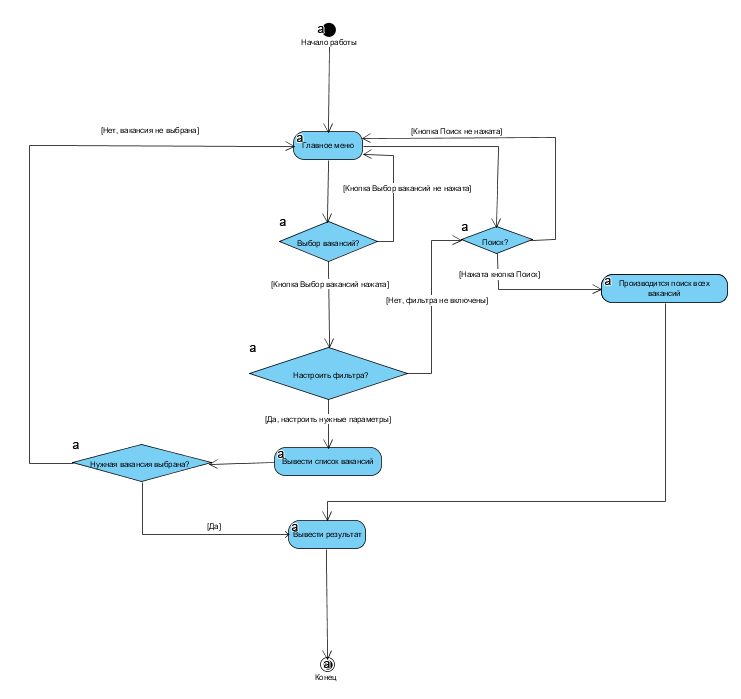 a
Начало работы
[Нет, вакансия не выбрана]
[Кнопка Поиск не нажата]
a
Главное меню
[Кнопка Выбор вакансий не нажата]
a
Выбор вакансий?
a
Поиск?
[Нажата кнопка Поиск]
[Кнопка Выбор вакансий нажата]
a
Производится поиск всех
вакансий
[Нет, фильтра не включены]
a
Настроить фильтра?
[Да, настроить нужные параметры]
a
Нужная вакансия выбрана?
a
Вывести список вакансий
[Да]
a
Вывести результат
a
Конец